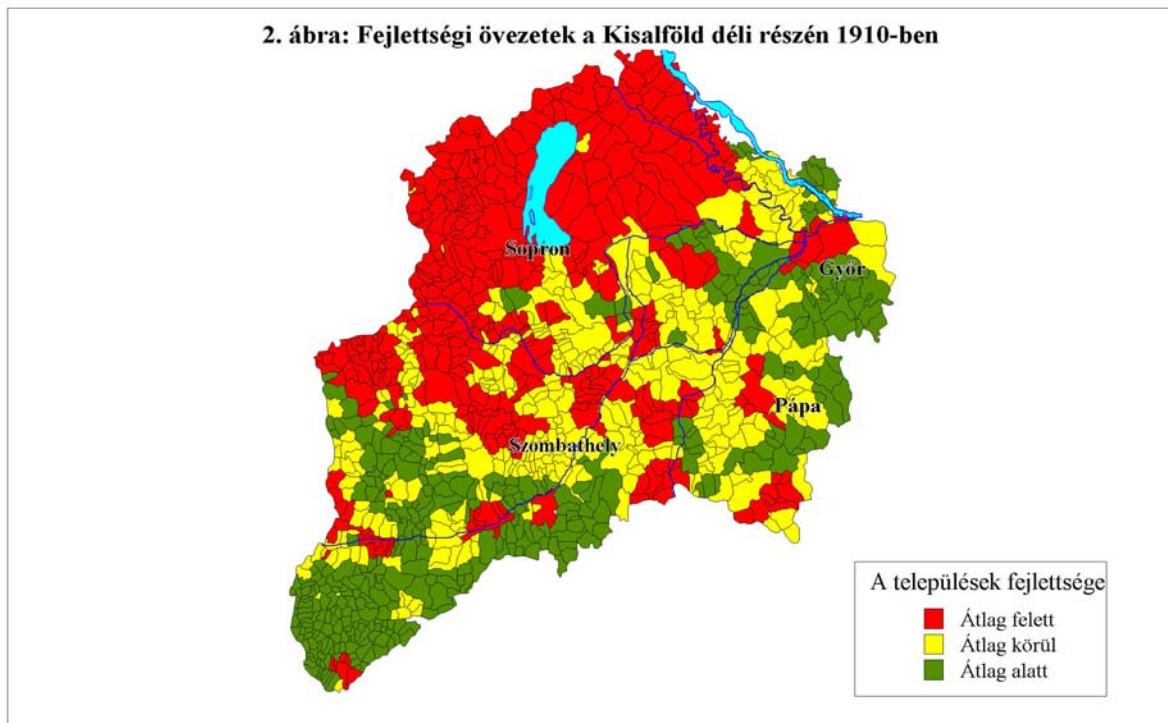 2. ábra: Fejlettségi övezetek a Kisalföld déli részén 1910-ben
Sopron
Győr
Pápa
Szombathely
A települések fejlettsége
Átlag felett
Átlag körül
Átlag alatt